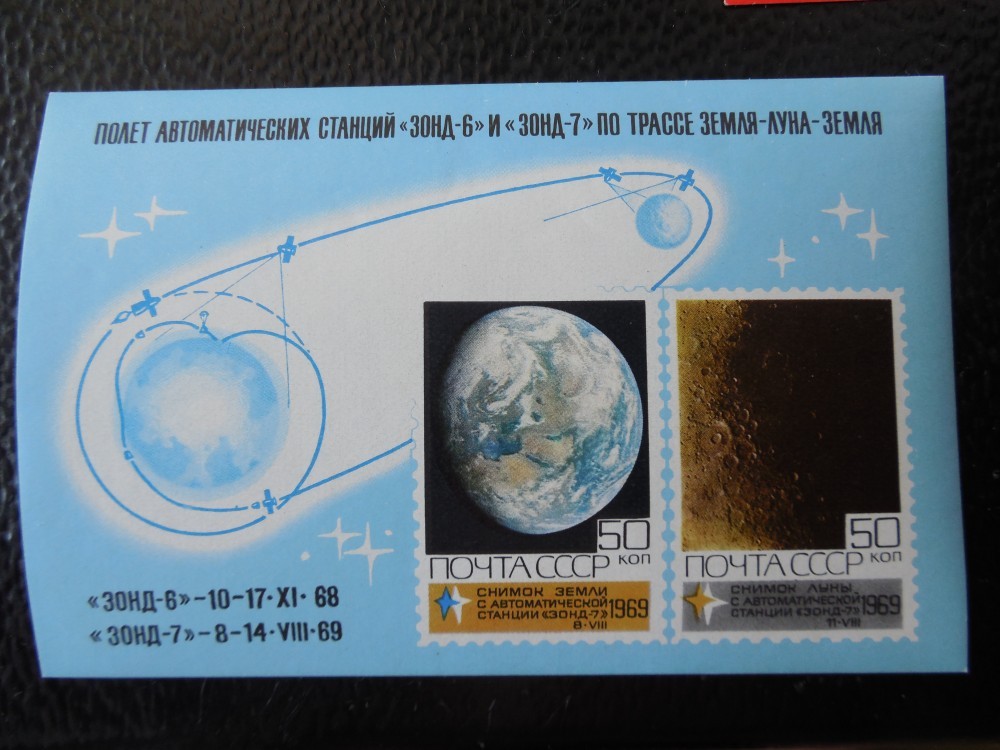 ПОЛЕТ АВТОМАТИЧЕСКИХ СТАНЦИЙ «ЗОНД-6» И «ЗОНД-7» ПО ТРАССЕ ЗЕМЛЯ-ЛУНА-ЗЕМЛЯ
50
КОП
ПОЧТА СССР
СНИМОК ЗЕМЛИ
С АВТОМАТИЧЕСКОЙ
СТАНЦИИ «ЗОНД-7»
8·VIII
1969
50
КОП
ПОЧТА СССР
СНИМОК ЛУНЫ
С АВТОМАТИЧЕСКОЙ
СТАНЦИИ «ЗОНД-7»
11·VIII
1969
«ЗОНД-6»-10-17·XI·68
«ЗОНД-7»-8-14·VIII·69